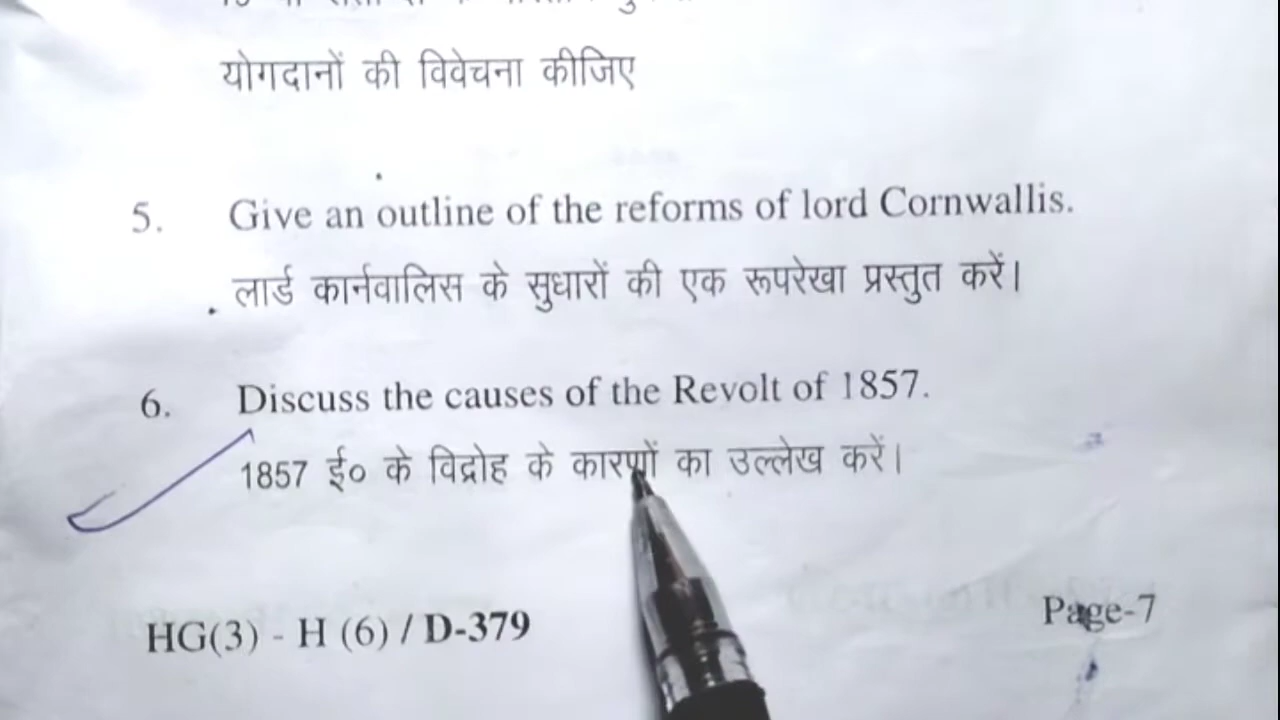 योगदानों की विवेचना कीजिए
5. Give an outline of the reforms of lord Cornwallis.
लार्ड कार्नवालिस के सुधारों की एक रूपरेखा प्रस्तुत करें।
6. Discuss the causes of the Revolt of 1857.
1857 ई० के विद्रोह के कारणों का उल्लेख करें।
HG(3) - H (6) / D-379
Page-7